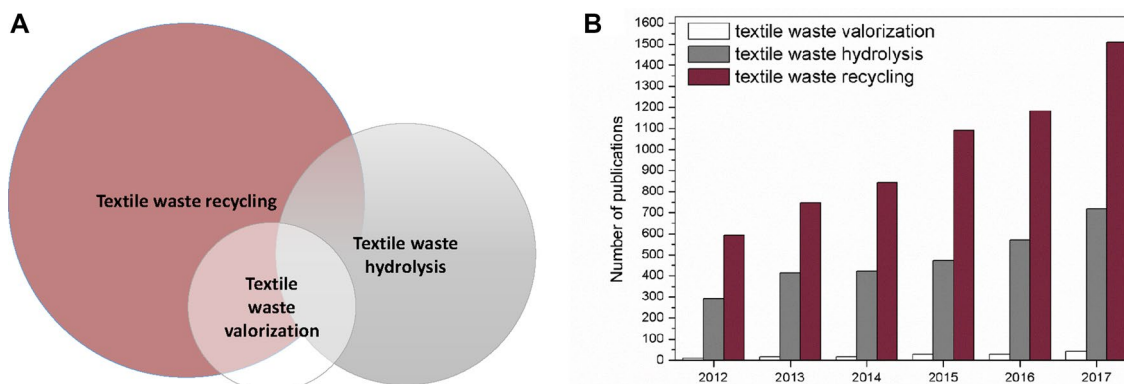 A
Textile waste recycling
Textile waste
hydrolysis
Textile
waste
valorization
B
Number of publications
1600
1500
1400
1300
1200
1100
1000
900
800
700
600
500
400
300
200
100
0
textile waste valorization
textile waste hydrolysis
textile waste recycling
2012 2013 2014 2015 2016 2017